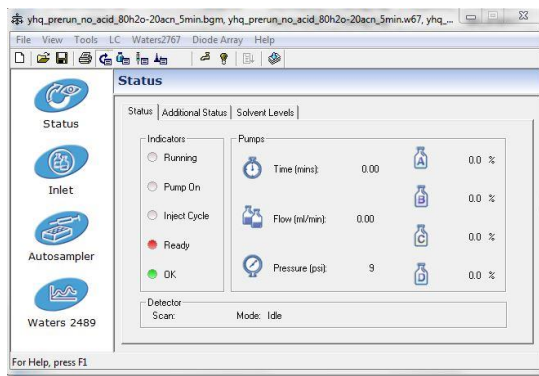 yhq_prerun_no_acid_80h2o-20acn_5min.bgm, yhq_prerun_no_acid_80h2o-20acn_5min.w67, yhq_...
File View Tools LC Waters2767 Diode Array Help
Status
Status Additional Status Solvent Levels
Status
Inlet
Autosampler
Waters 2489
Indicators
Running
Pump On
Inject Cycle
Ready
OK
Pumps
Time (mins): 0.00
Flow (ml/min): 0.00
Pressure (psi): 9
A 0.0 %
B 0.0 %
C 0.0 %
D 0.0 %
Detector
Scan: Mode: Idle
For Help, press F1